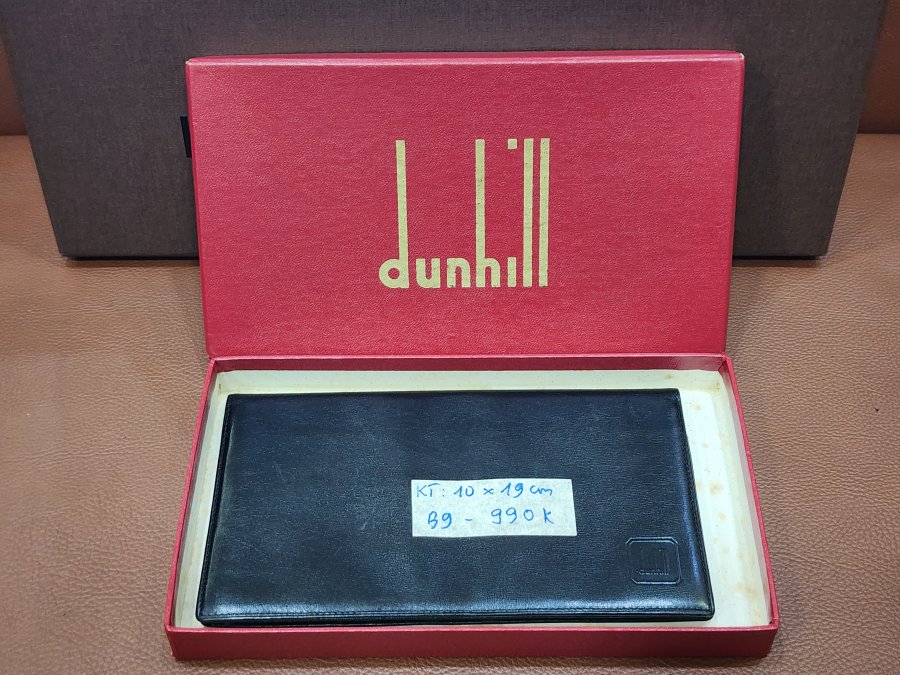 dunhill
KT: 10 x 19 cm
B9 - 990K
dunhill